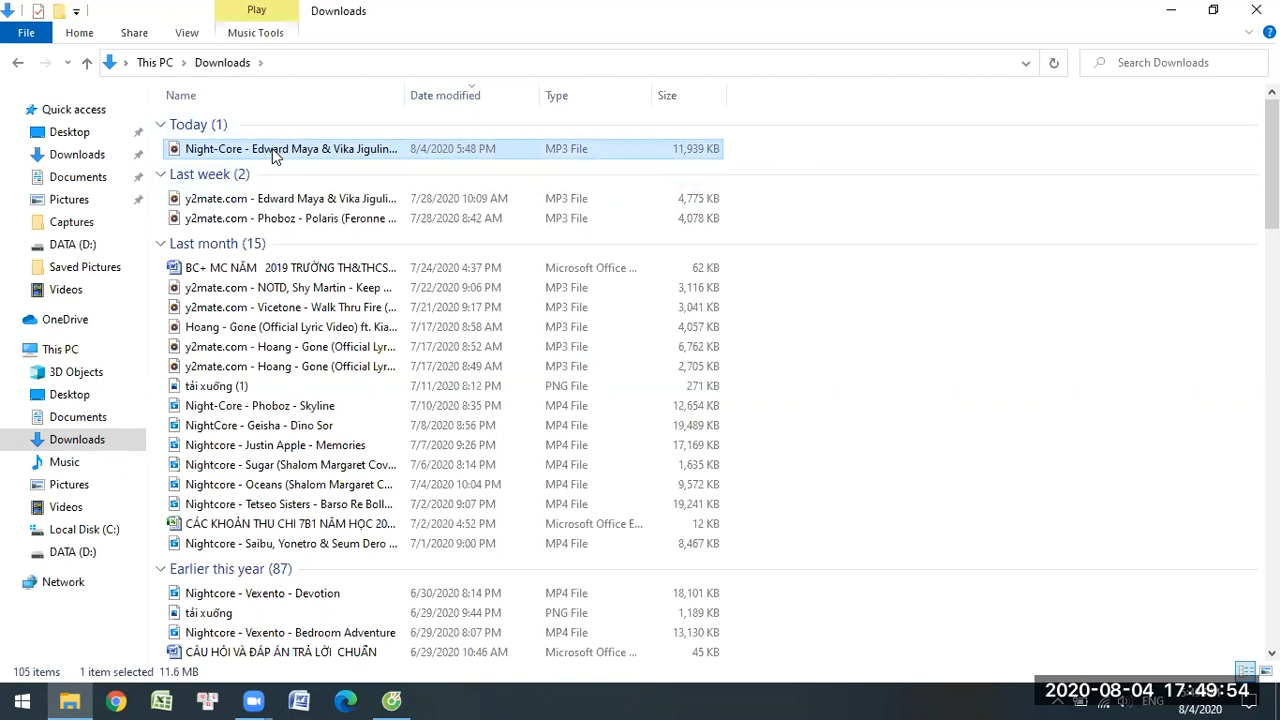 Play
Downloads
File
Home
Share
View
Music Tools
This PC
Downloads
Search Downloads
Name
Date modified
Type
Size
Quick access
Desktop
Downloads
Documents
Pictures
Captures
DATA (D:)
Saved Pictures
Videos
OneDrive
This PC
3D Objects
Desktop
Documents
Downloads
Music
Pictures
Videos
Local Disk (C:)
DATA (D:)
Network
Today (1)
Night-Core - Edward Maya & Vika Jigulin... 8/4/2020 5:48 PM MP3 File 11,939 KB
Last week (2)
y2mate.com - Edward Maya & Vika Jiguli... 7/28/2020 10:09 AM MP3 File 4,775 KB
y2mate.com - Phoboz - Polaris (Feronne ... 7/28/2020 8:42 AM MP3 File 4,078 KB
Last month (15)
BC+ MC NĂM 2019 TRƯỜNG TH&THCS... 7/24/2020 4:37 PM Microsoft Office ... 62 KB
y2mate.com - NOTD, Shy Martin - Keep ... 7/22/2020 9:06 PM MP3 File 3,116 KB
y2mate.com - Vicetone - Walk Thru Fire (... 7/21/2020 9:17 PM MP3 File 3,041 KB
Hoang - Gone (Official Lyric Video) ft. Kia... 7/17/2020 8:58 AM MP3 File 4,057 KB
y2mate.com - Hoang - Gone (Official Lyr... 7/17/2020 8:52 AM MP3 File 6,762 KB
y2mate.com - Hoang - Gone (Official Lyr... 7/17/2020 8:49 AM MP3 File 2,705 KB
tải xuống (1) 7/11/2020 8:12 PM PNG File 271 KB
Night-Core - Phoboz - Skyline 7/10/2020 8:35 PM MP4 File 12,654 KB
NightCore - Geisha - Dino Sor 7/8/2020 8:56 PM MP4 File 19,489 KB
Nightcore - Justin Apple - Memories 7/7/2020 9:26 PM MP4 File 17,169 KB
Nightcore - Sugar (Shalom Margaret Cov... 7/6/2020 8:14 PM MP4 File 1,635 KB
Nightcore - Oceans (Shalom Margaret C... 7/4/2020 10:04 PM MP4 File 9,572 KB
Nightcore - Tetseo Sisters - Barso Re Boll... 7/2/2020 9:07 PM MP4 File 19,241 KB
CÁC KHOẢN THU CHI 7B1 NĂM HỌC 20... 7/2/2020 4:52 PM Microsoft Office E... 12 KB
Nightcore - Saibu, Yonetro & Seum Dero ... 7/1/2020 9:00 PM MP4 File 8,467 KB
Earlier this year (87)
Nightcore - Vexento - Devotion 6/30/2020 8:14 PM MP4 File 18,101 KB
tải xuống 6/29/2020 9:44 PM PNG File 1,189 KB
Nightcore - Vexento - Bedroom Adventure 6/29/2020 8:07 PM MP4 File 13,130 KB
CÂU HỎI VÀ ĐÁP ÁN TRẢ LỜI CHUẨN 6/29/2020 10:46 AM Microsoft Office ... 45 KB
105 items 1 item selected 11.6 MB
2020-08-04 17:49:54
ENG
8/4/2020